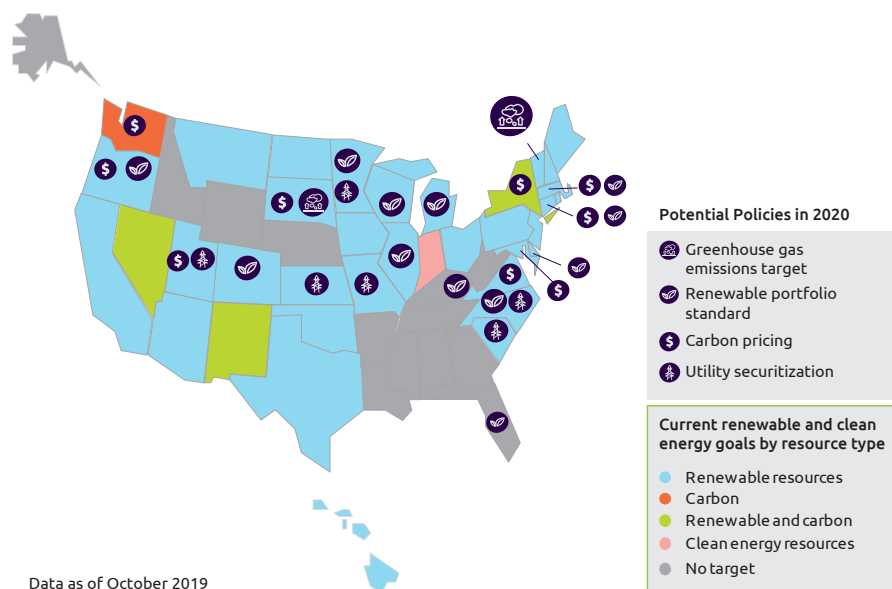 $
$
$
$
$
$
$
$
$
Potential Policies in 2020
Greenhouse gas
emissions target
Renewable portfolio
standard
$ Carbon pricing
Utility securitization
Current renewable and clean
energy goals by resource type
Renewable resources
Carbon
Renewable and carbon
Clean energy resources
No target
Data as of October 2019